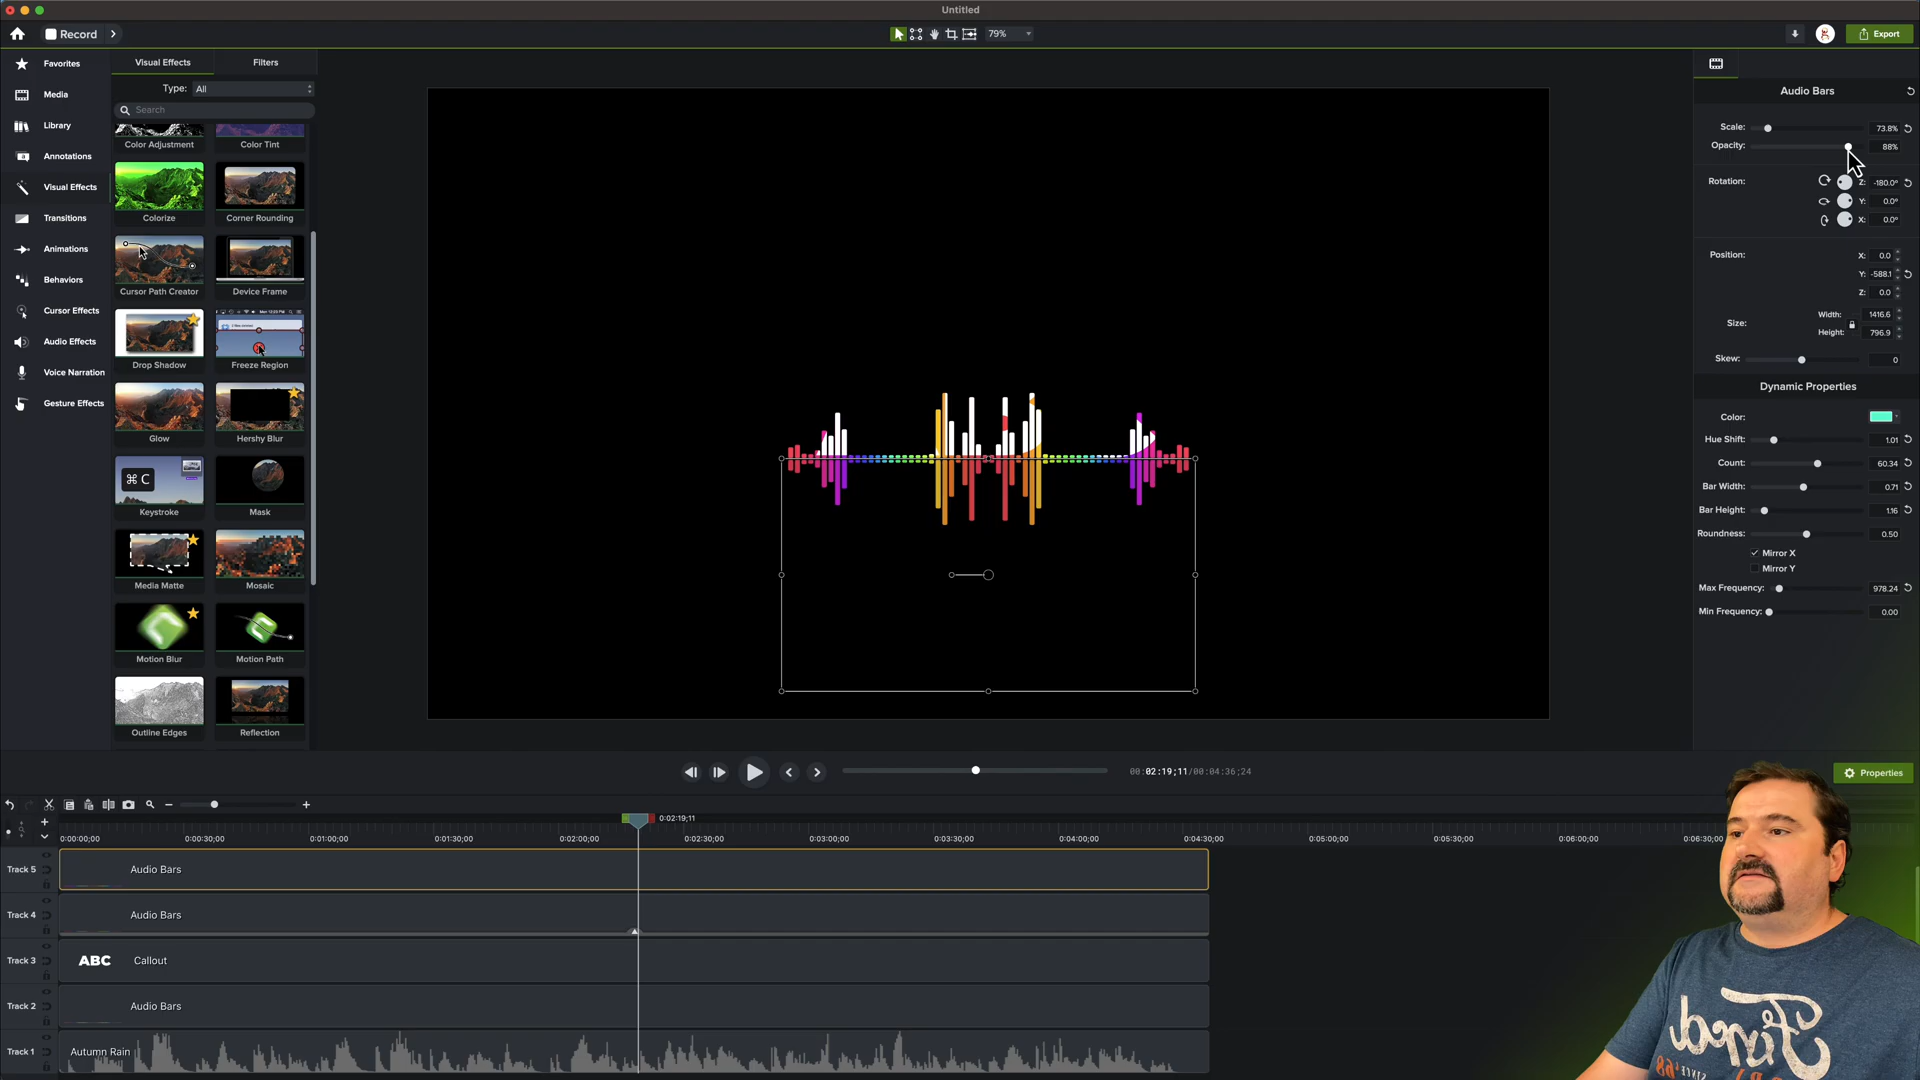 Untitled
Record
79%
Export
Favorites
Media
Library
Annotations
Visual Effects
Transitions
Animations
Behaviors
Cursor Effects
Audio Effects
Voice Narration
Gesture Effects
Visual Effects
Filters
Type: All
Search
Color Adjustment
Color Tint
Colorize
Corner Rounding
Cursor Path Creator
Device Frame
Drop Shadow
Freeze Region
Glow
Hershy Blur
⌘ C
Keystroke
Mask
Media Matte
Mosaic
Motion Blur
Motion Path
Outline Edges
Reflection
Audio Bars
Scale: 73.8%
Opacity: 88%
Rotation: Z: -180.0°
Y: 0.0°
X: 0.0°
Position: X: 0.0
Y: -588.1
Z: 0.0
Size: Width: 1416.6
Height: 796.9
Skew: 0
Dynamic Properties
Color:
Hue Shift: 1.01
Count: 60.34
Bar Width: 0.71
Bar Height: 1.16
Roundness: 0.50
Mirror X
Mirror Y
Max Frequency: 978.24
Min Frequency: 0.00
Properties
00:02:19;11/00:04:36;24
0:02:19;11
0:00:00;00 0:00:30;00 0:01:00;00 0:01:30;00 0:02:00;00 0:02:30;00 0:03:00;00 0:03:30;00 0:04:00;00 0:04:30;00 0:05:00;00 0:05:30;00 0:06:00;00 0:06:30;00
Track 5 Audio Bars
Track 4 Audio Bars
Track 3 ABC Callout
Track 2 Audio Bars
Track 1 Autumn Rain